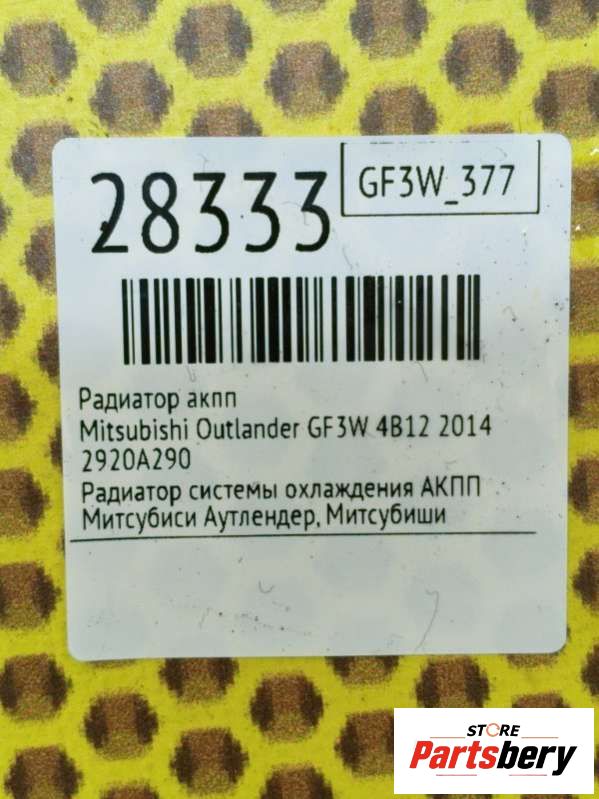 28333
GF3W_377
Радиатор акпп
Mitsubishi Outlander GF3W 4B12 2014
2920A290
Радиатор системы охлаждения АКПП
Митсубиси Аутлендер, Митсубиши
STORE
Partsbery